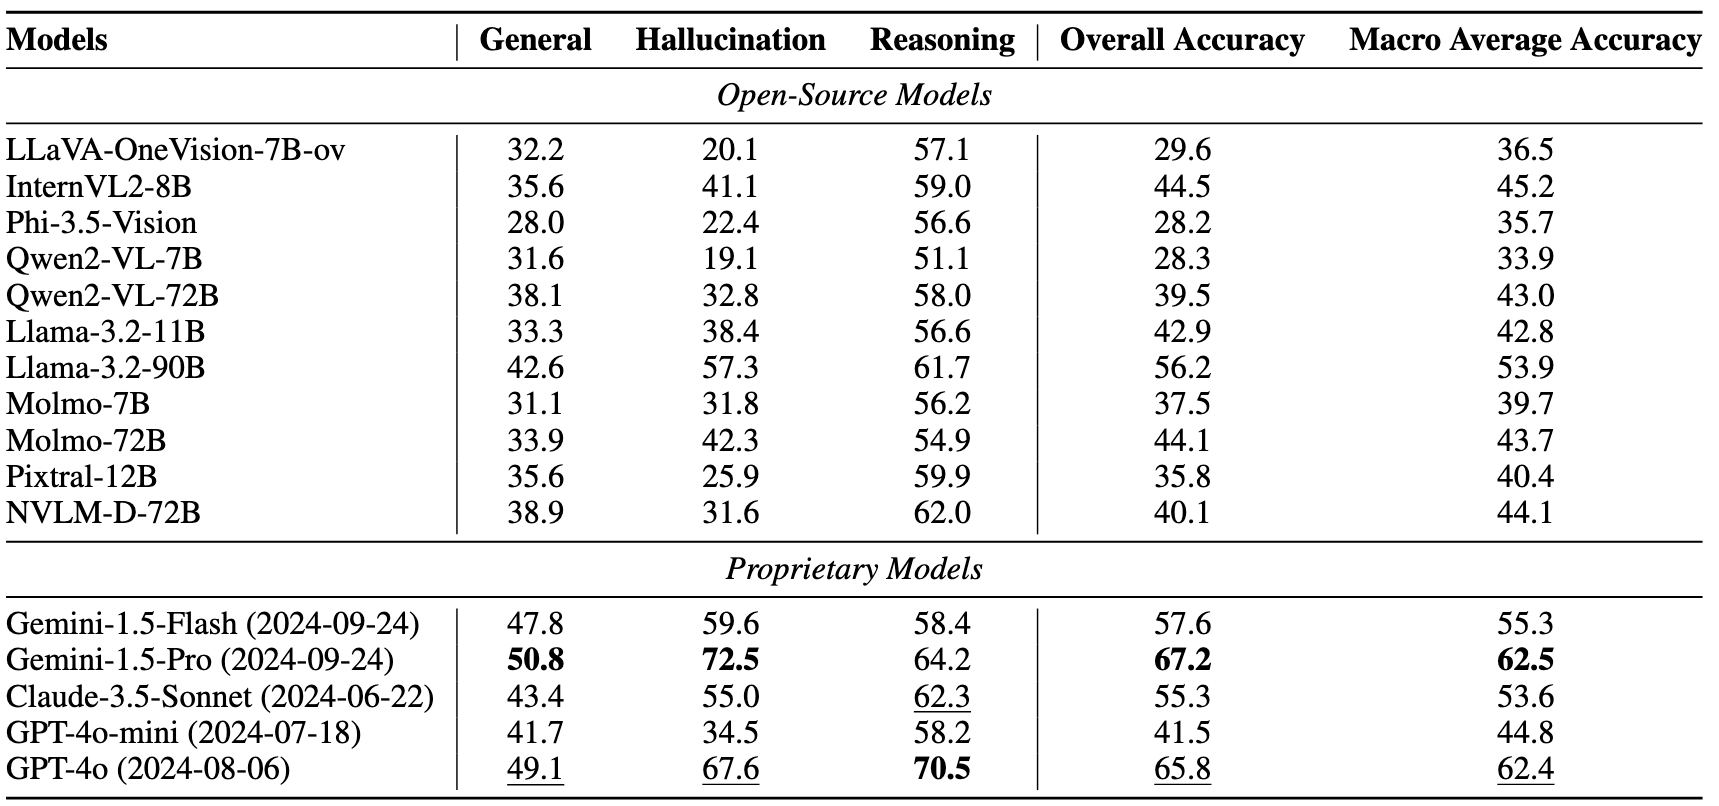 Models General Hallucination Reasoning Overall Accuracy Macro Average Accuracy
Open-Source Models
LLaVA-OneVision-7B-ov 32.2 20.1 57.1 29.6 36.5
InternVL2-8B 35.6 41.1 59.0 44.5 45.2
Phi-3.5-Vision 28.0 22.4 56.6 28.2 35.7
Qwen2-VL-7B 31.6 19.1 51.1 28.3 33.9
Qwen2-VL-72B 38.1 32.8 58.0 39.5 43.0
Llama-3.2-11B 33.3 38.4 56.6 42.9 42.8
Llama-3.2-90B 42.6 57.3 61.7 56.2 53.9
Molmo-7B 31.1 31.8 56.2 37.5 39.7
Molmo-72B 33.9 42.3 54.9 44.1 43.7
Pixtral-12B 35.6 25.9 59.9 35.8 40.4
NVLM-D-72B 38.9 31.6 62.0 40.1 44.1
Proprietary Models
Gemini-1.5-Flash (2024-09-24) 47.8 59.6 58.4 57.6 55.3
Gemini-1.5-Pro (2024-09-24) 50.8 72.5 64.2 67.2 62.5
Claude-3.5-Sonnet (2024-06-22) 43.4 55.0 62.3 55.3 53.6
GPT-4o-mini (2024-07-18) 41.7 34.5 58.2 41.5 44.8
GPT-4o (2024-08-06) 49.1 67.6 70.5 65.8 62.4